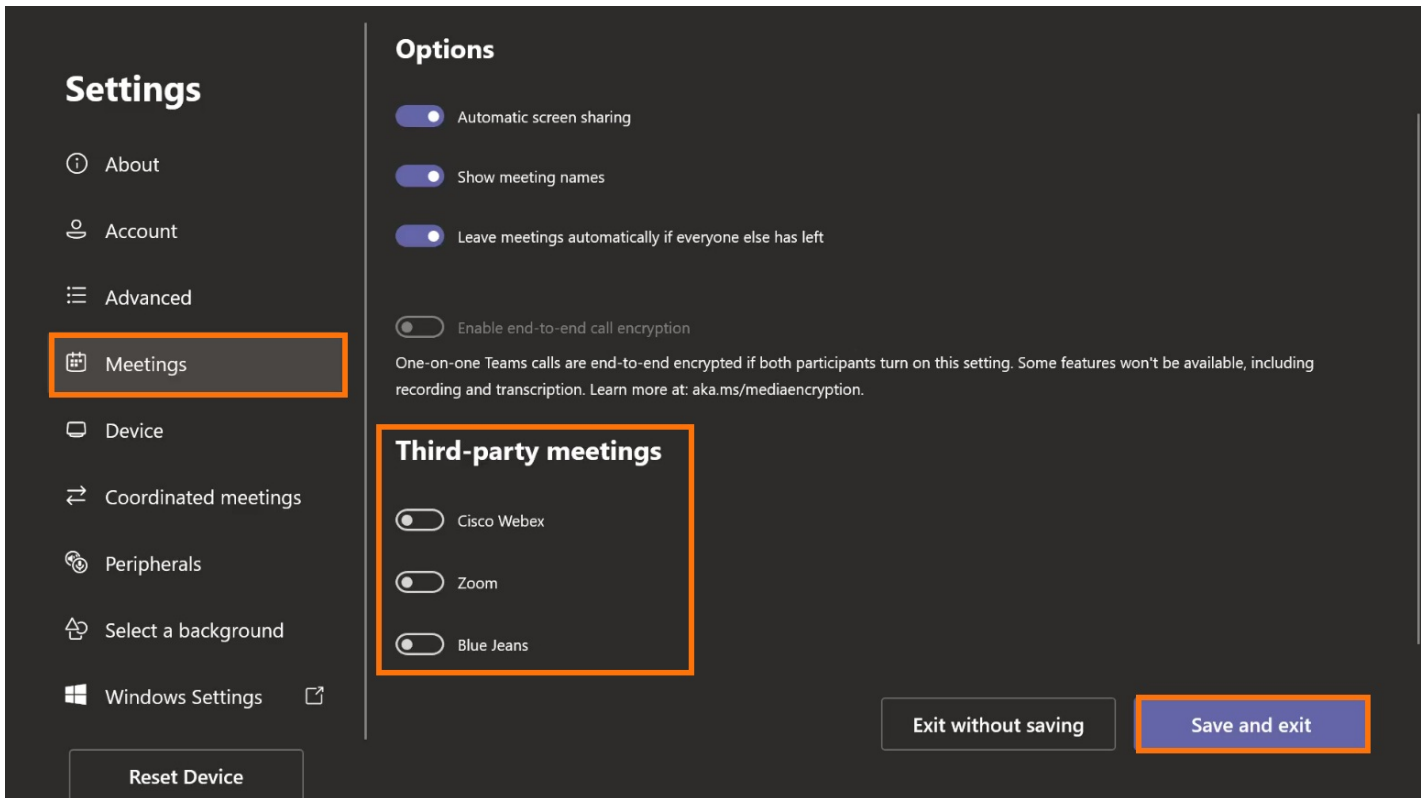 Settings
About
Account
Advanced
Meetings
Device
Coordinated meetings
Peripherals
Select a background
Windows Settings
Reset Device
Options
Automatic screen sharing
Show meeting names
Leave meetings automatically if everyone else has left
Enable end-to-end call encryption
One-on-one Teams calls are end-to-end encrypted if both participants turn on this setting. Some features won't be available, including
recording and transcription. Learn more at: aka.ms/mediaencryption.
Third-party meetings
Cisco Webex
Zoom
Blue Jeans
Exit without saving
Save and exit